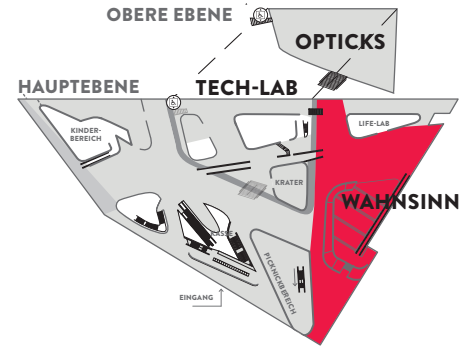 OBERE EBENE
OPTICKS
HAUPTEBENE
TECH-LAB
KINDER-
BEREICH
LIFE-LAB
KRATER
WAHNSINN
KASSE
PICKNICKBEREICH
EINGANG